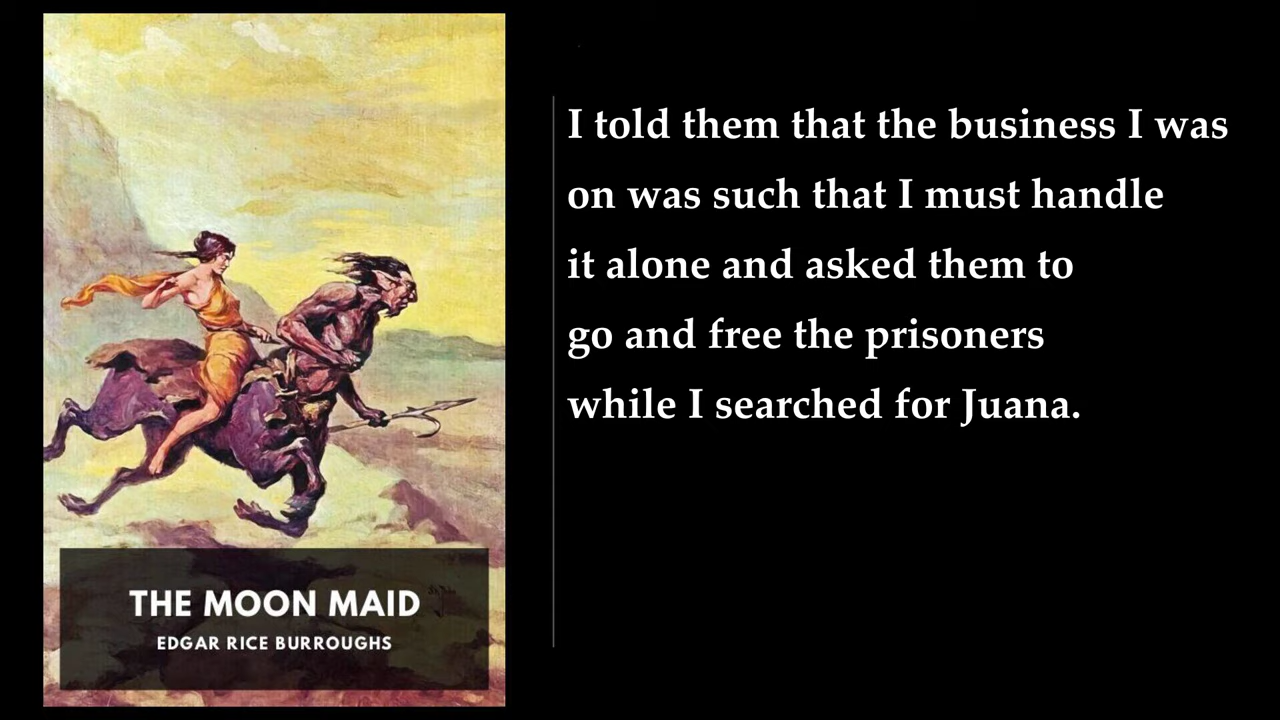 THE MOON MAID
EDGAR RICE BURROUGHS
I told them that the business I was
on was such that I must handle
it alone and asked them to
go and free the prisoners
while I searched for Juana.